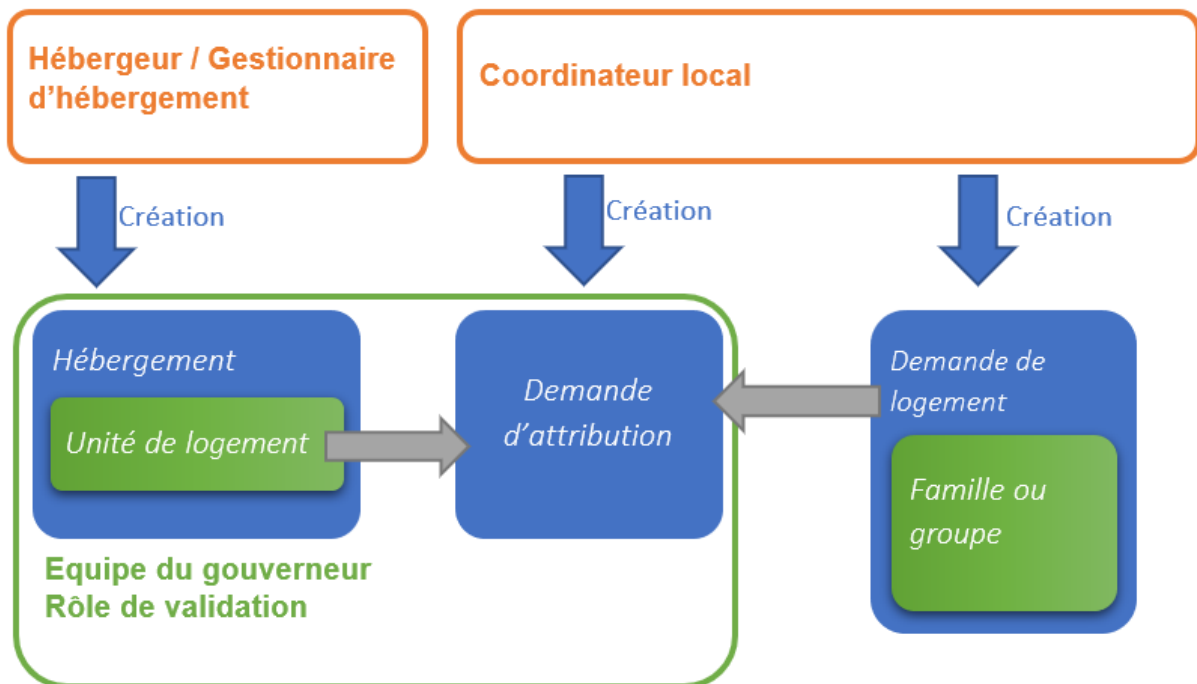 Hébergeur / Gestionnaire
d'hébergement
Coordinateur local
Création
Création
Création
Hébergement
Unité de logement
Demande
d'attribution
Demande de
logement
Famille ou
groupe
Equipe du gouverneur
Rôle de validation